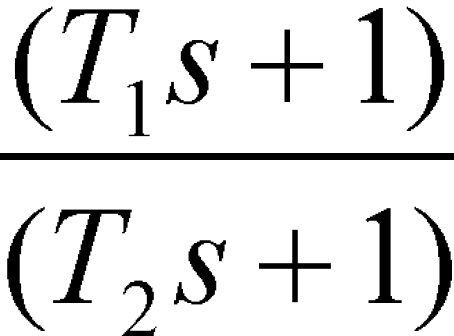 (T₁s + 1)
(T₂s + 1)